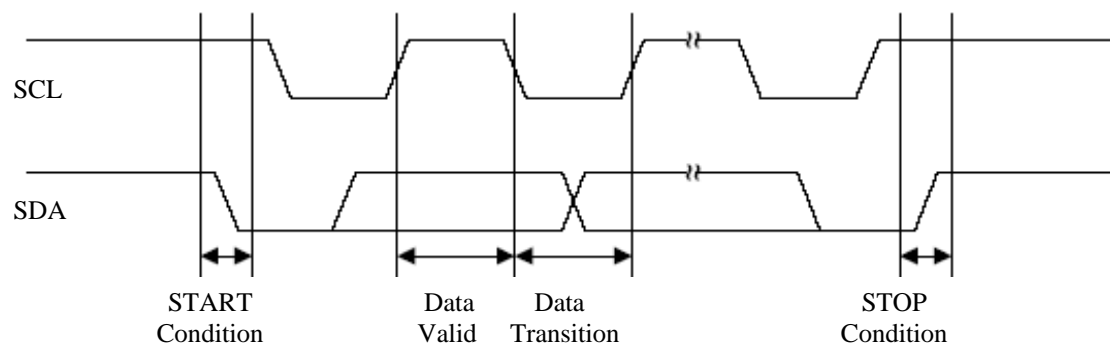 SCL
SDA
START
Condition
Data
Valid
Data
Transition
STOP
Condition